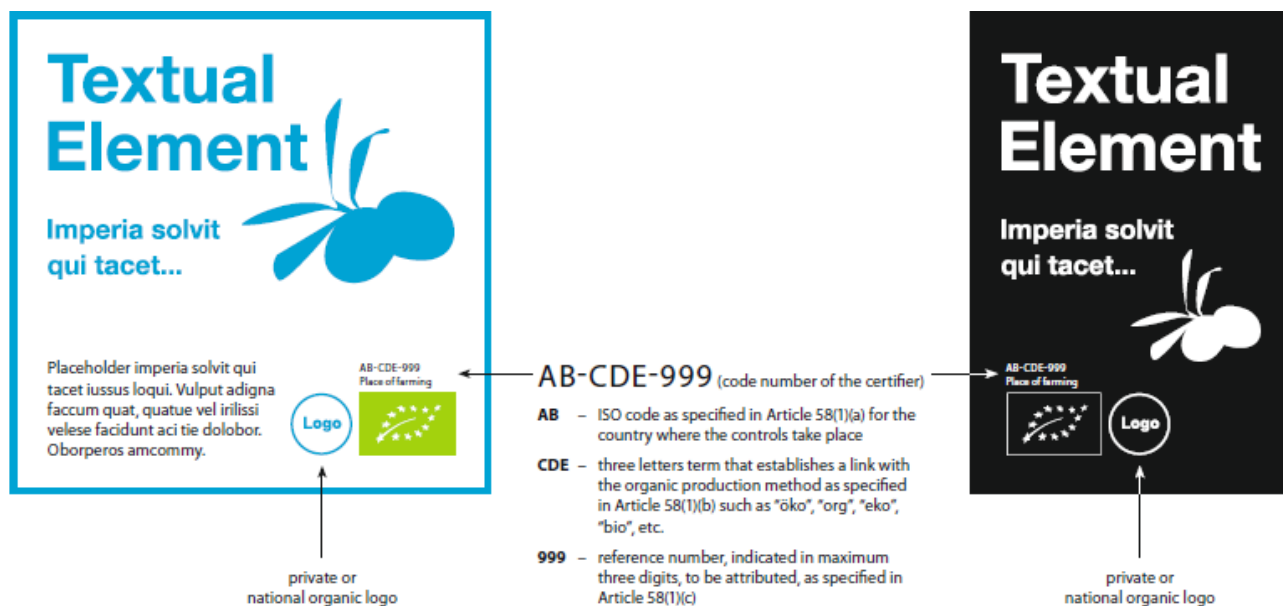 Textual
Element
Imperia solvit
qui tacet...
Placeholder imperia solvit qui
tacet iussus loqui. Vulput adigna
faccum quat, quatue vel irilissi
velese facidunt aci tie dolobor.
Oborperos amcommy.
AB-CDE-999
Place of farming
Logo
private or
national organic logo
AB-CDE-999 (code number of the certifier)
AB – ISO code as specified in Article 58(1)(a) for the
country where the controls take place
CDE – three letters term that establishes a link with
the organic production method as specified
in Article 58(1)(b) such as "öko", "org", "eko",
"bio", etc.
999 – reference number, indicated in maximum
three digits, to be attributed, as specified in
Article 58(1)(c)
Textual
Element
Imperia solvit
qui tacet...
AB-CDE-999
Place of farming
Logo
private or
national organic logo